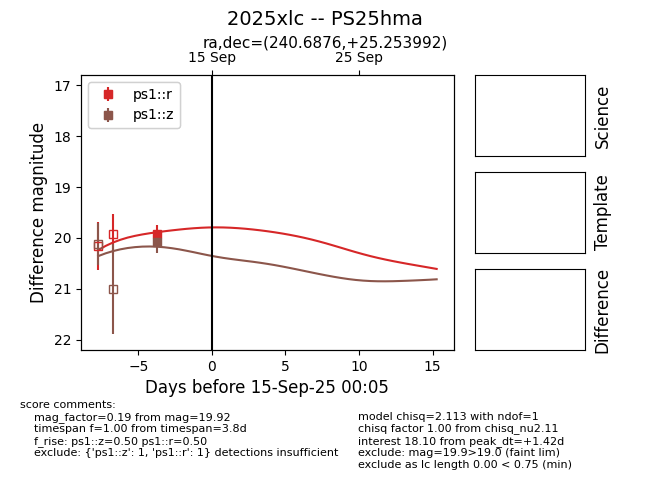 2025xlc -- PS25hma
ra,dec=(240.6876,+25.253992)
15 Sep
25 Sep
17
18
19
20
21
22
Difference magnitude
ps1::r
ps1::z
−5
0
5
10
15
Days before 15-Sep-25 00:05
Science
Template
Difference
score comments:
mag_factor=0.19 from mag=19.92
timespan f=1.00 from timespan=3.8d
f_rise: ps1::z=0.50 ps1::r=0.50
exclude: {'ps1::z': 1, 'ps1::r': 1} detections insufficient
model chisq=2.113 with ndof=1
chisq factor 1.00 from chisq_nu2.11
interest 18.10 from peak_dt=+1.42d
exclude: mag=19.9>19.0 (faint lim)
exclude as lc length 0.00 < 0.75 (min)